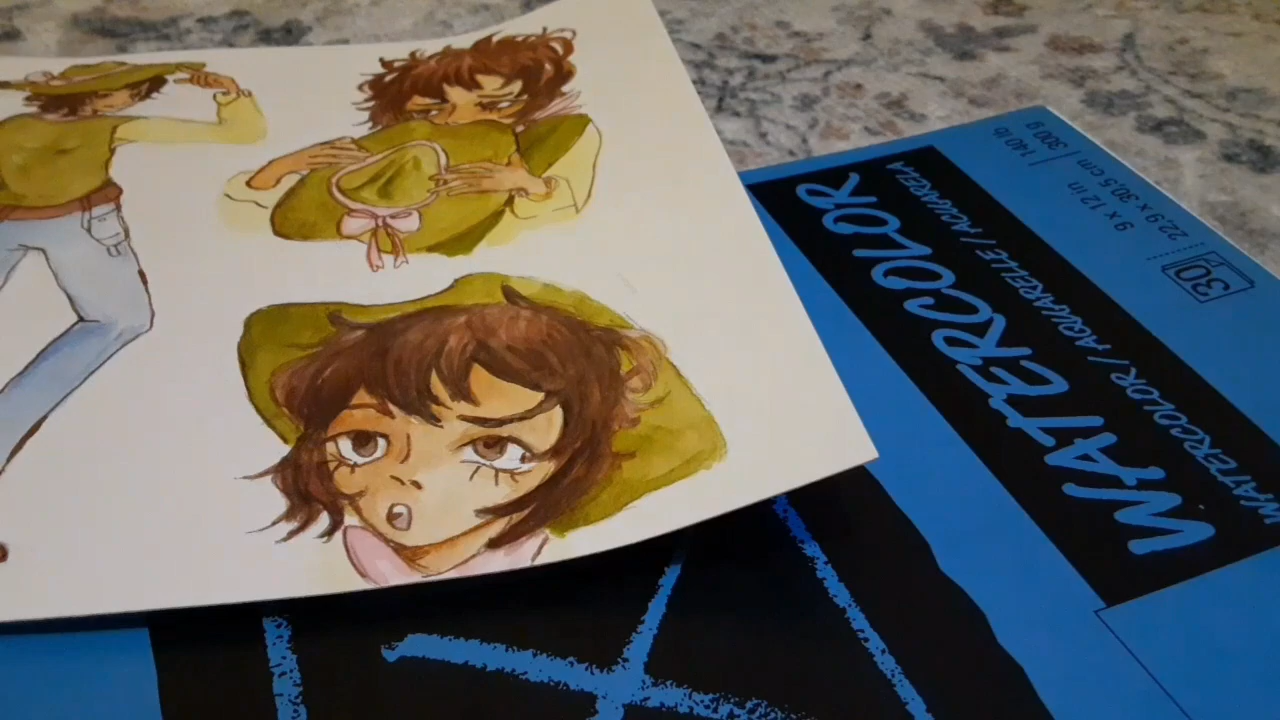 WATERCOLOR
WATERCOLOR / AQUARELLE / ACUARELA
9 x 12 in | 140 lb
22,9 x 30,5 cm | 300 g
30